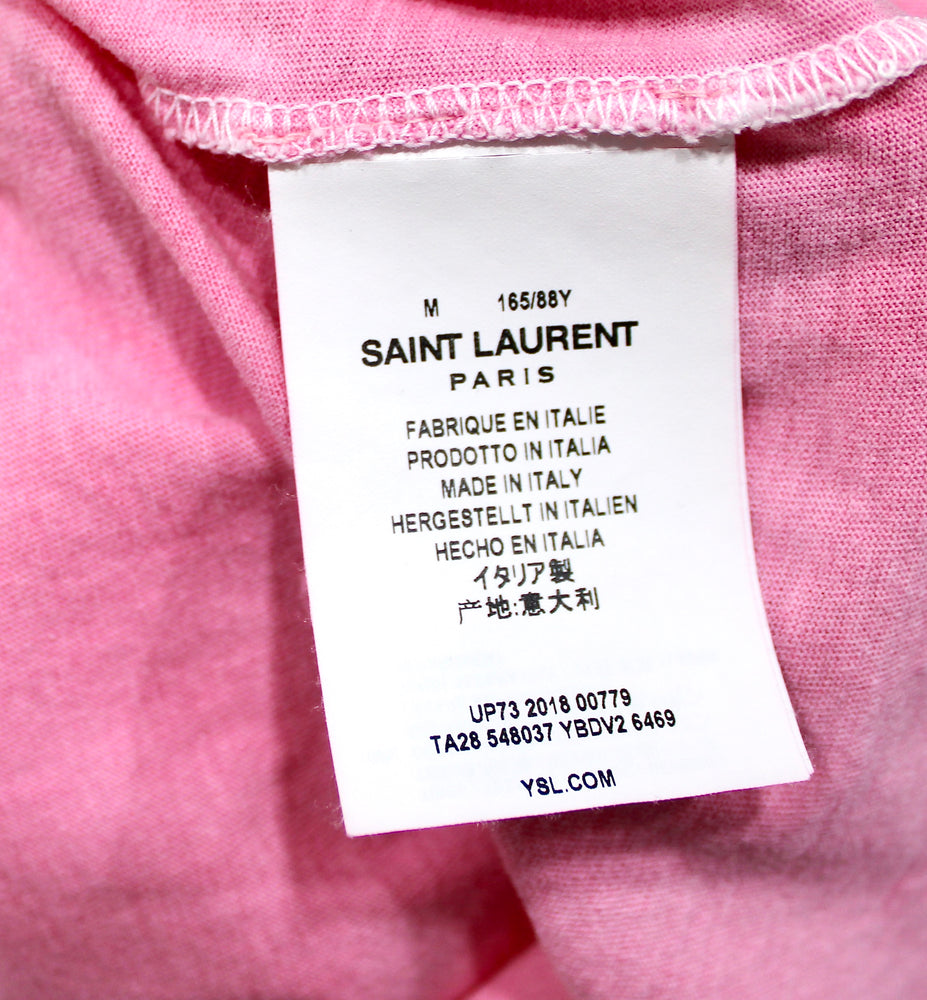 M 165/88Y
SAINT LAURENT
PARIS
FABRIQUE EN ITALIE
PRODOTTO IN ITALIA
MADE IN ITALY
HERGESTELLT IN ITALIEN
HECHO EN ITALIA
イタリア製
产地:意大利
UP73 2018 00779
TA28 548037 YBDV2 6469
YSL.COM